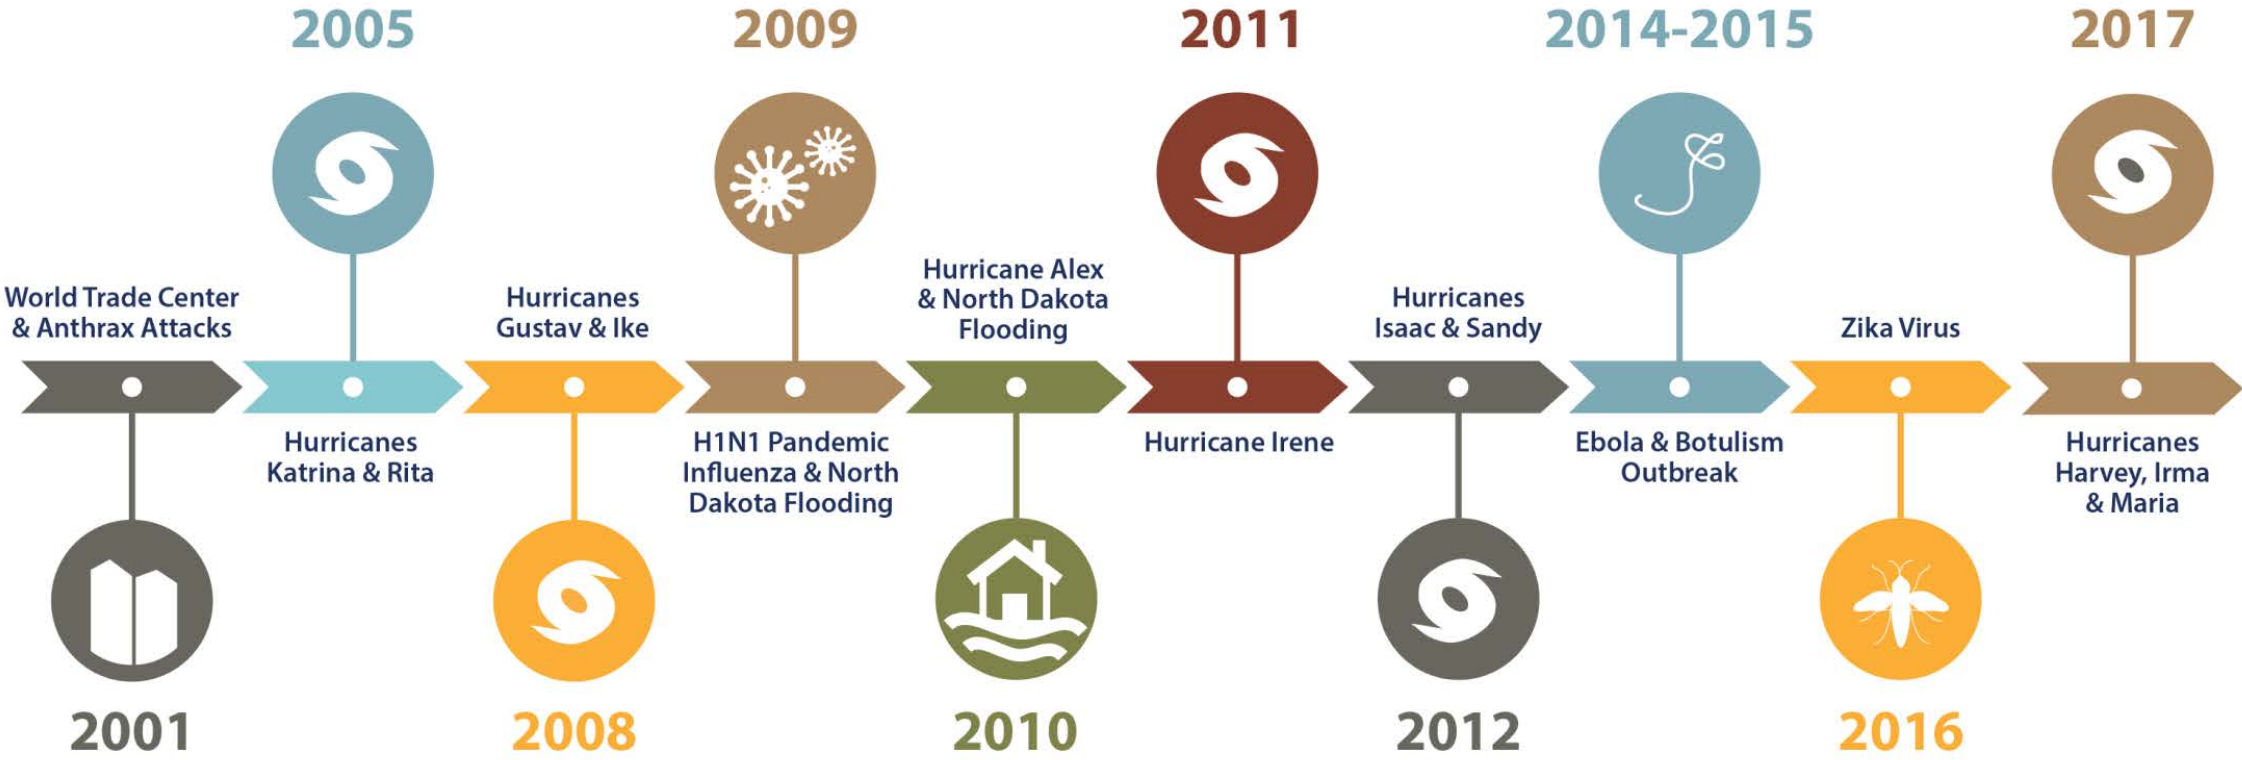 2005
2009
2011
2014-2015
2017
World Trade Center
& Anthrax Attacks
Hurricanes
Gustav & Ike
Hurricane Alex
& North Dakota
Flooding
Hurricanes
Isaac & Sandy
Zika Virus
Hurricanes
Katrina & Rita
H1N1 Pandemic
Influenza & North
Dakota Flooding
Hurricane Irene
Ebola & Botulism
Outbreak
Hurricanes
Harvey, Irma
& Maria
2001
2008
2010
2012
2016